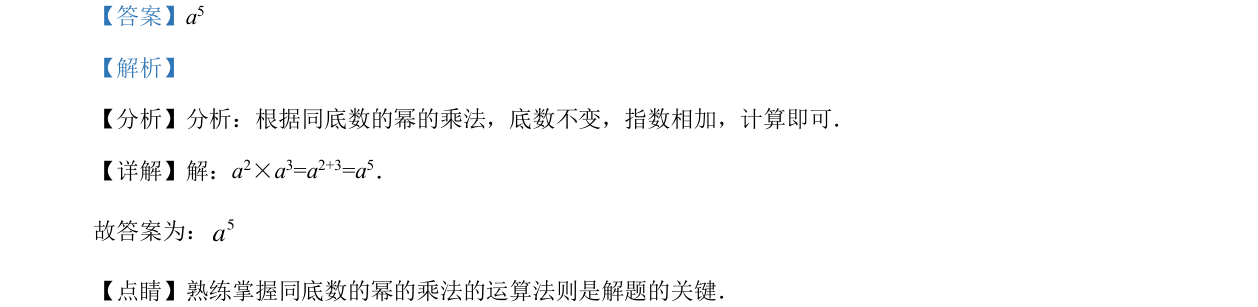 【答案】a⁵
【解析】
【分析】分析：根据同底数的幂的乘法，底数不变，指数相加，计算即可．
【详解】解：a²×a³=a²⁺³=a⁵．
故答案为：a⁵
【点睛】熟练掌握同底数的幂的乘法的运算法则是解题的关键．